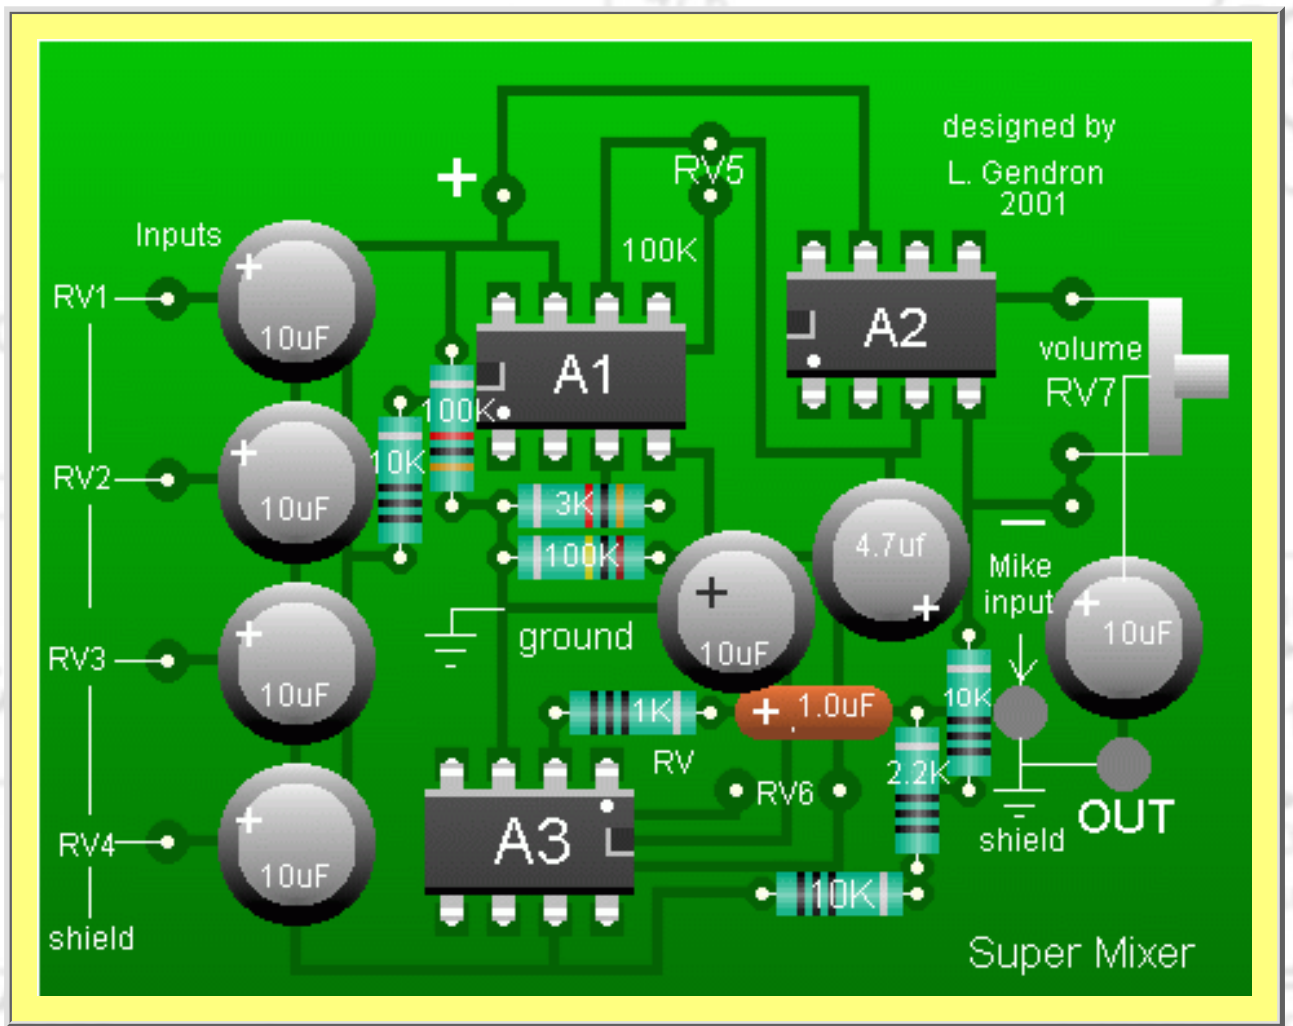 designed by
L. Gendron
2001
+
RV5
Inputs
100K
RV1
+
10uF
A1
A2
volume
RV7
100K
10K
RV2
+
10uF
3K
100K
4.7uf
+
−
Mike
input
+
10uF
ground
+
10uF
RV3
+
10uF
1K
RV
+ 1.0uF
10K
2.2K
RV6
shield
OUT
RV4
+
10uF
A3
10K
shield
Super Mixer